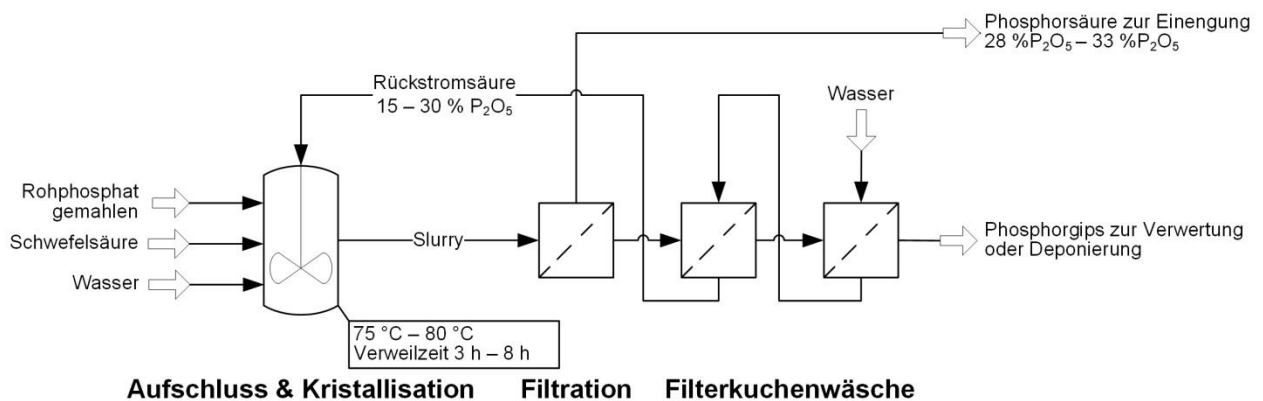 Phosphorsäure zur Einengung
28 %P₂O₅ – 33 %P₂O₅
Rückstromsäure
15 – 30 % P₂O₅
Wasser
Rohphosphat
gemahlen
Schwefelsäure
Wasser
Slurry
Phosphorgips zur Verwertung
oder Deponierung
75 °C – 80 °C
Verweilzeit 3 h – 8 h
Aufschluss & Kristallisation
Filtration
Filterkuchenwäsche